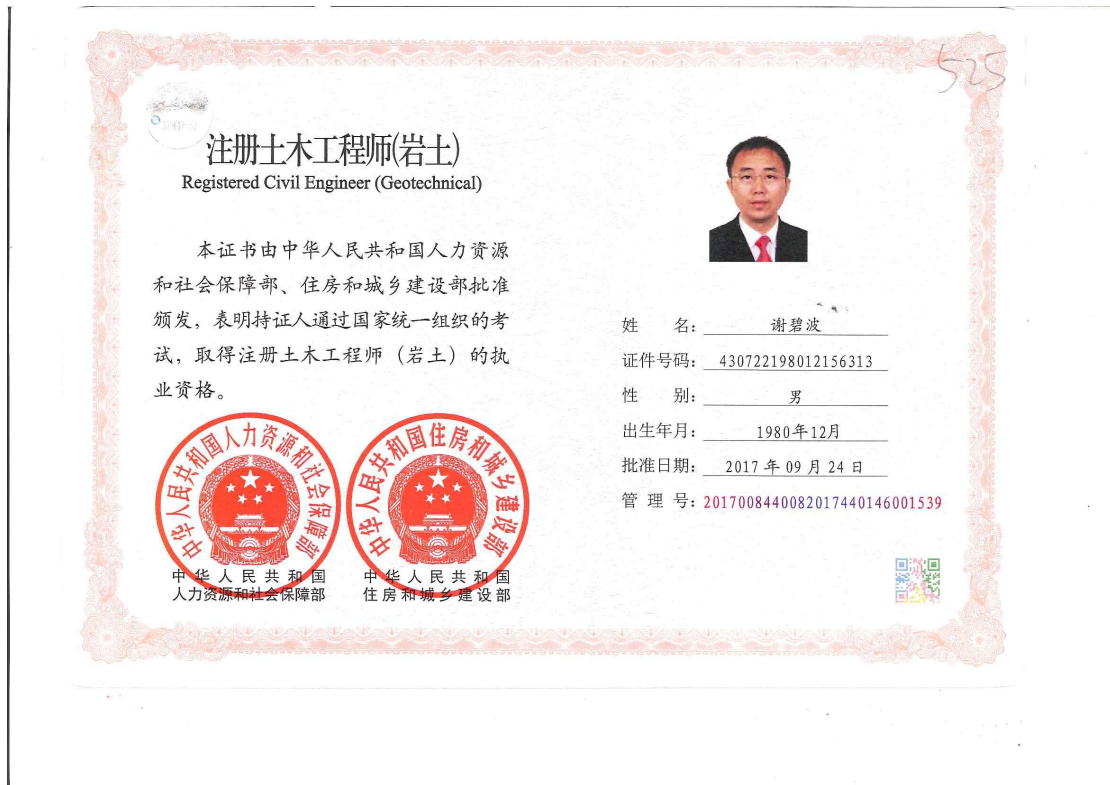 525
注册土木工程师(岩土)
Registered Civil Engineer (Geotechnical)
本证书由中华人民共和国人力资源
和社会保障部、住房和城乡建设部批准
颁发，表明持证人通过国家统一组织的考
试，取得注册土木工程师（岩土）的执
业资格。
中华人民共和国人力资源和社会保障部
中华人民共和国住房和城乡建设部
中华人民共和国
人力资源和社会保障部
中华人民共和国
住房和城乡建设部
姓 名：谢碧波
证件号码：430722198012156313
性 别：男
出生年月：1980年12月
批准日期：2017年09月24日
管 理 号：2017008440082017440146001539